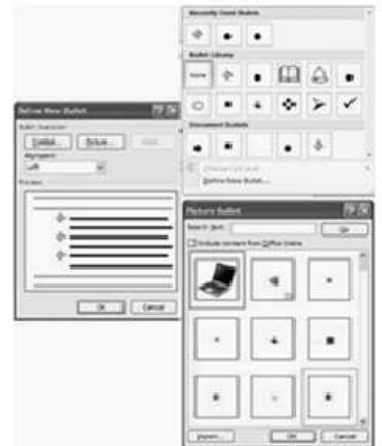 Recently Used Bullets
Bullet Library
None
Document Bullets
Change List Level
Define New Bullet...
Define New Bullet
Bullet character
Symbol...
Picture...
Font...
Alignment:
Left
Preview
OK
Cancel
Picture Bullet
Search text:
Go
Include content from Office Online
Import...
OK
Cancel